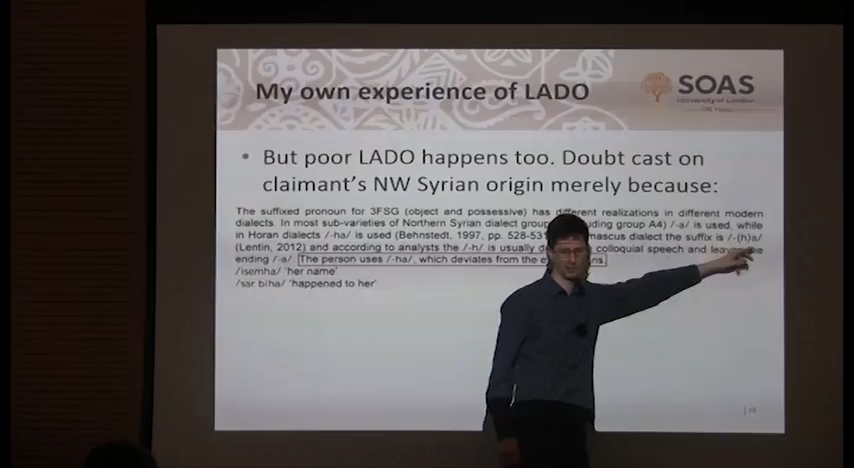 My own experience of LADO
SOAS
University of London
• But poor LADO happens too. Doubt cast on
claimant's NW Syrian origin merely because:
The suffixed pronoun for 3FSG (object and possessive) has different realizations in different modern
dialects. In most sub-varieties of Northern Syrian dialect group A4) /-a/ is used, while
in Horan dialects /-ha/ is used (Behnstedt, 1997, pp. 528-53 dialect the suffix is /-(h)a/
(Lentin, 2012) and according to analysts the /-h/ is usually colloquial speech and the
ending /-a/ The person uses /-ha/, which deviates from the
/isemha/ 'her name'
/sar biha/ 'happened to her'